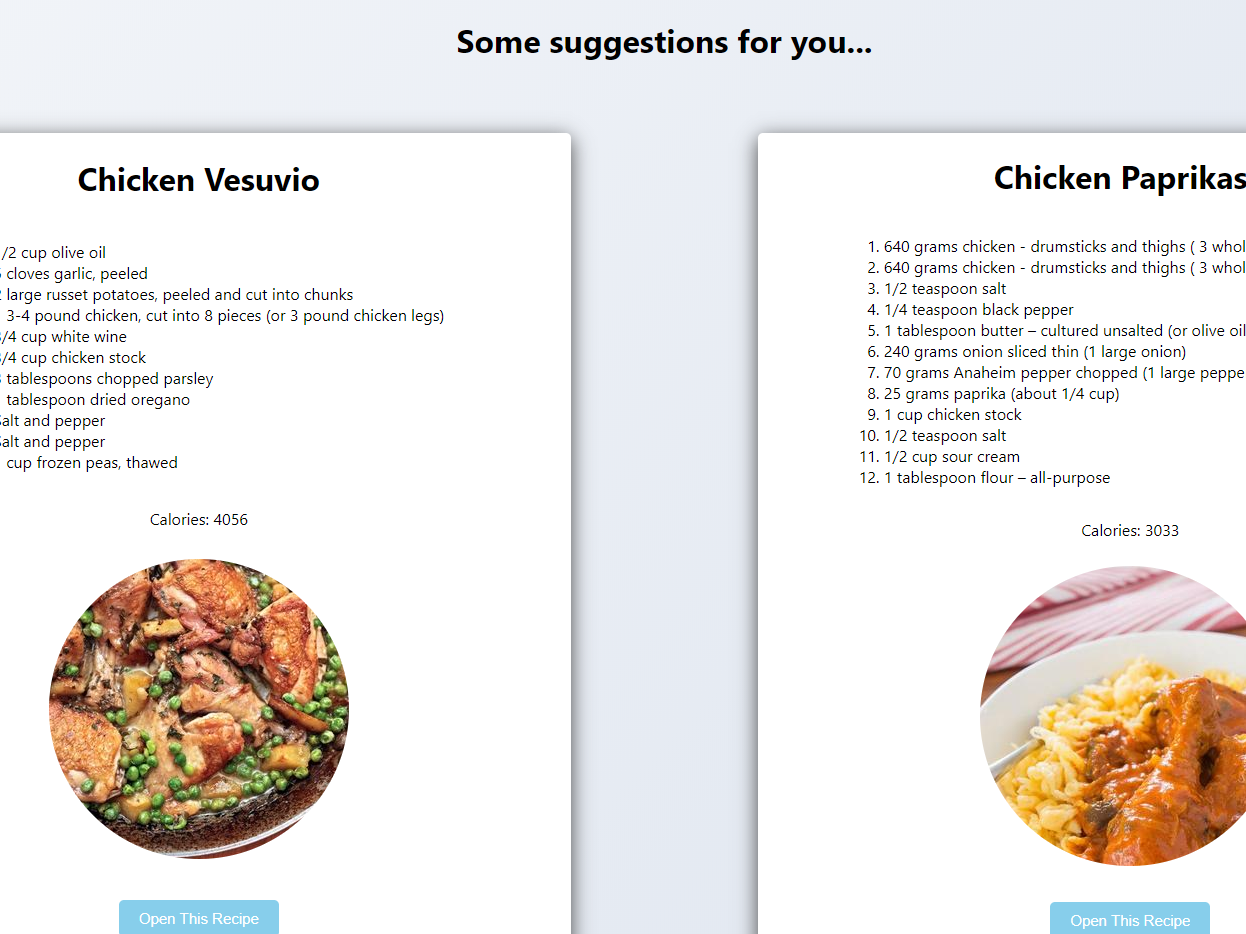 Some suggestions for you...
Chicken Vesuvio
/2 cup olive oil
cloves garlic, peeled
large russet potatoes, peeled and cut into chunks
3-4 pound chicken, cut into 8 pieces (or 3 pound chicken legs)
/4 cup white wine
/4 cup chicken stock
tablespoons chopped parsley
tablespoon dried oregano
alt and pepper
alt and pepper
cup frozen peas, thawed
Calories: 4056
Open This Recipe
Chicken Paprikas
1. 640 grams chicken - drumsticks and thighs ( 3 whol
2. 640 grams chicken - drumsticks and thighs ( 3 whol
3. 1/2 teaspoon salt
4. 1/4 teaspoon black pepper
5. 1 tablespoon butter – cultured unsalted (or olive oil
6. 240 grams onion sliced thin (1 large onion)
7. 70 grams Anaheim pepper chopped (1 large peppe
8. 25 grams paprika (about 1/4 cup)
9. 1 cup chicken stock
10. 1/2 teaspoon salt
11. 1/2 cup sour cream
12. 1 tablespoon flour – all-purpose
Calories: 3033
Open This Recipe